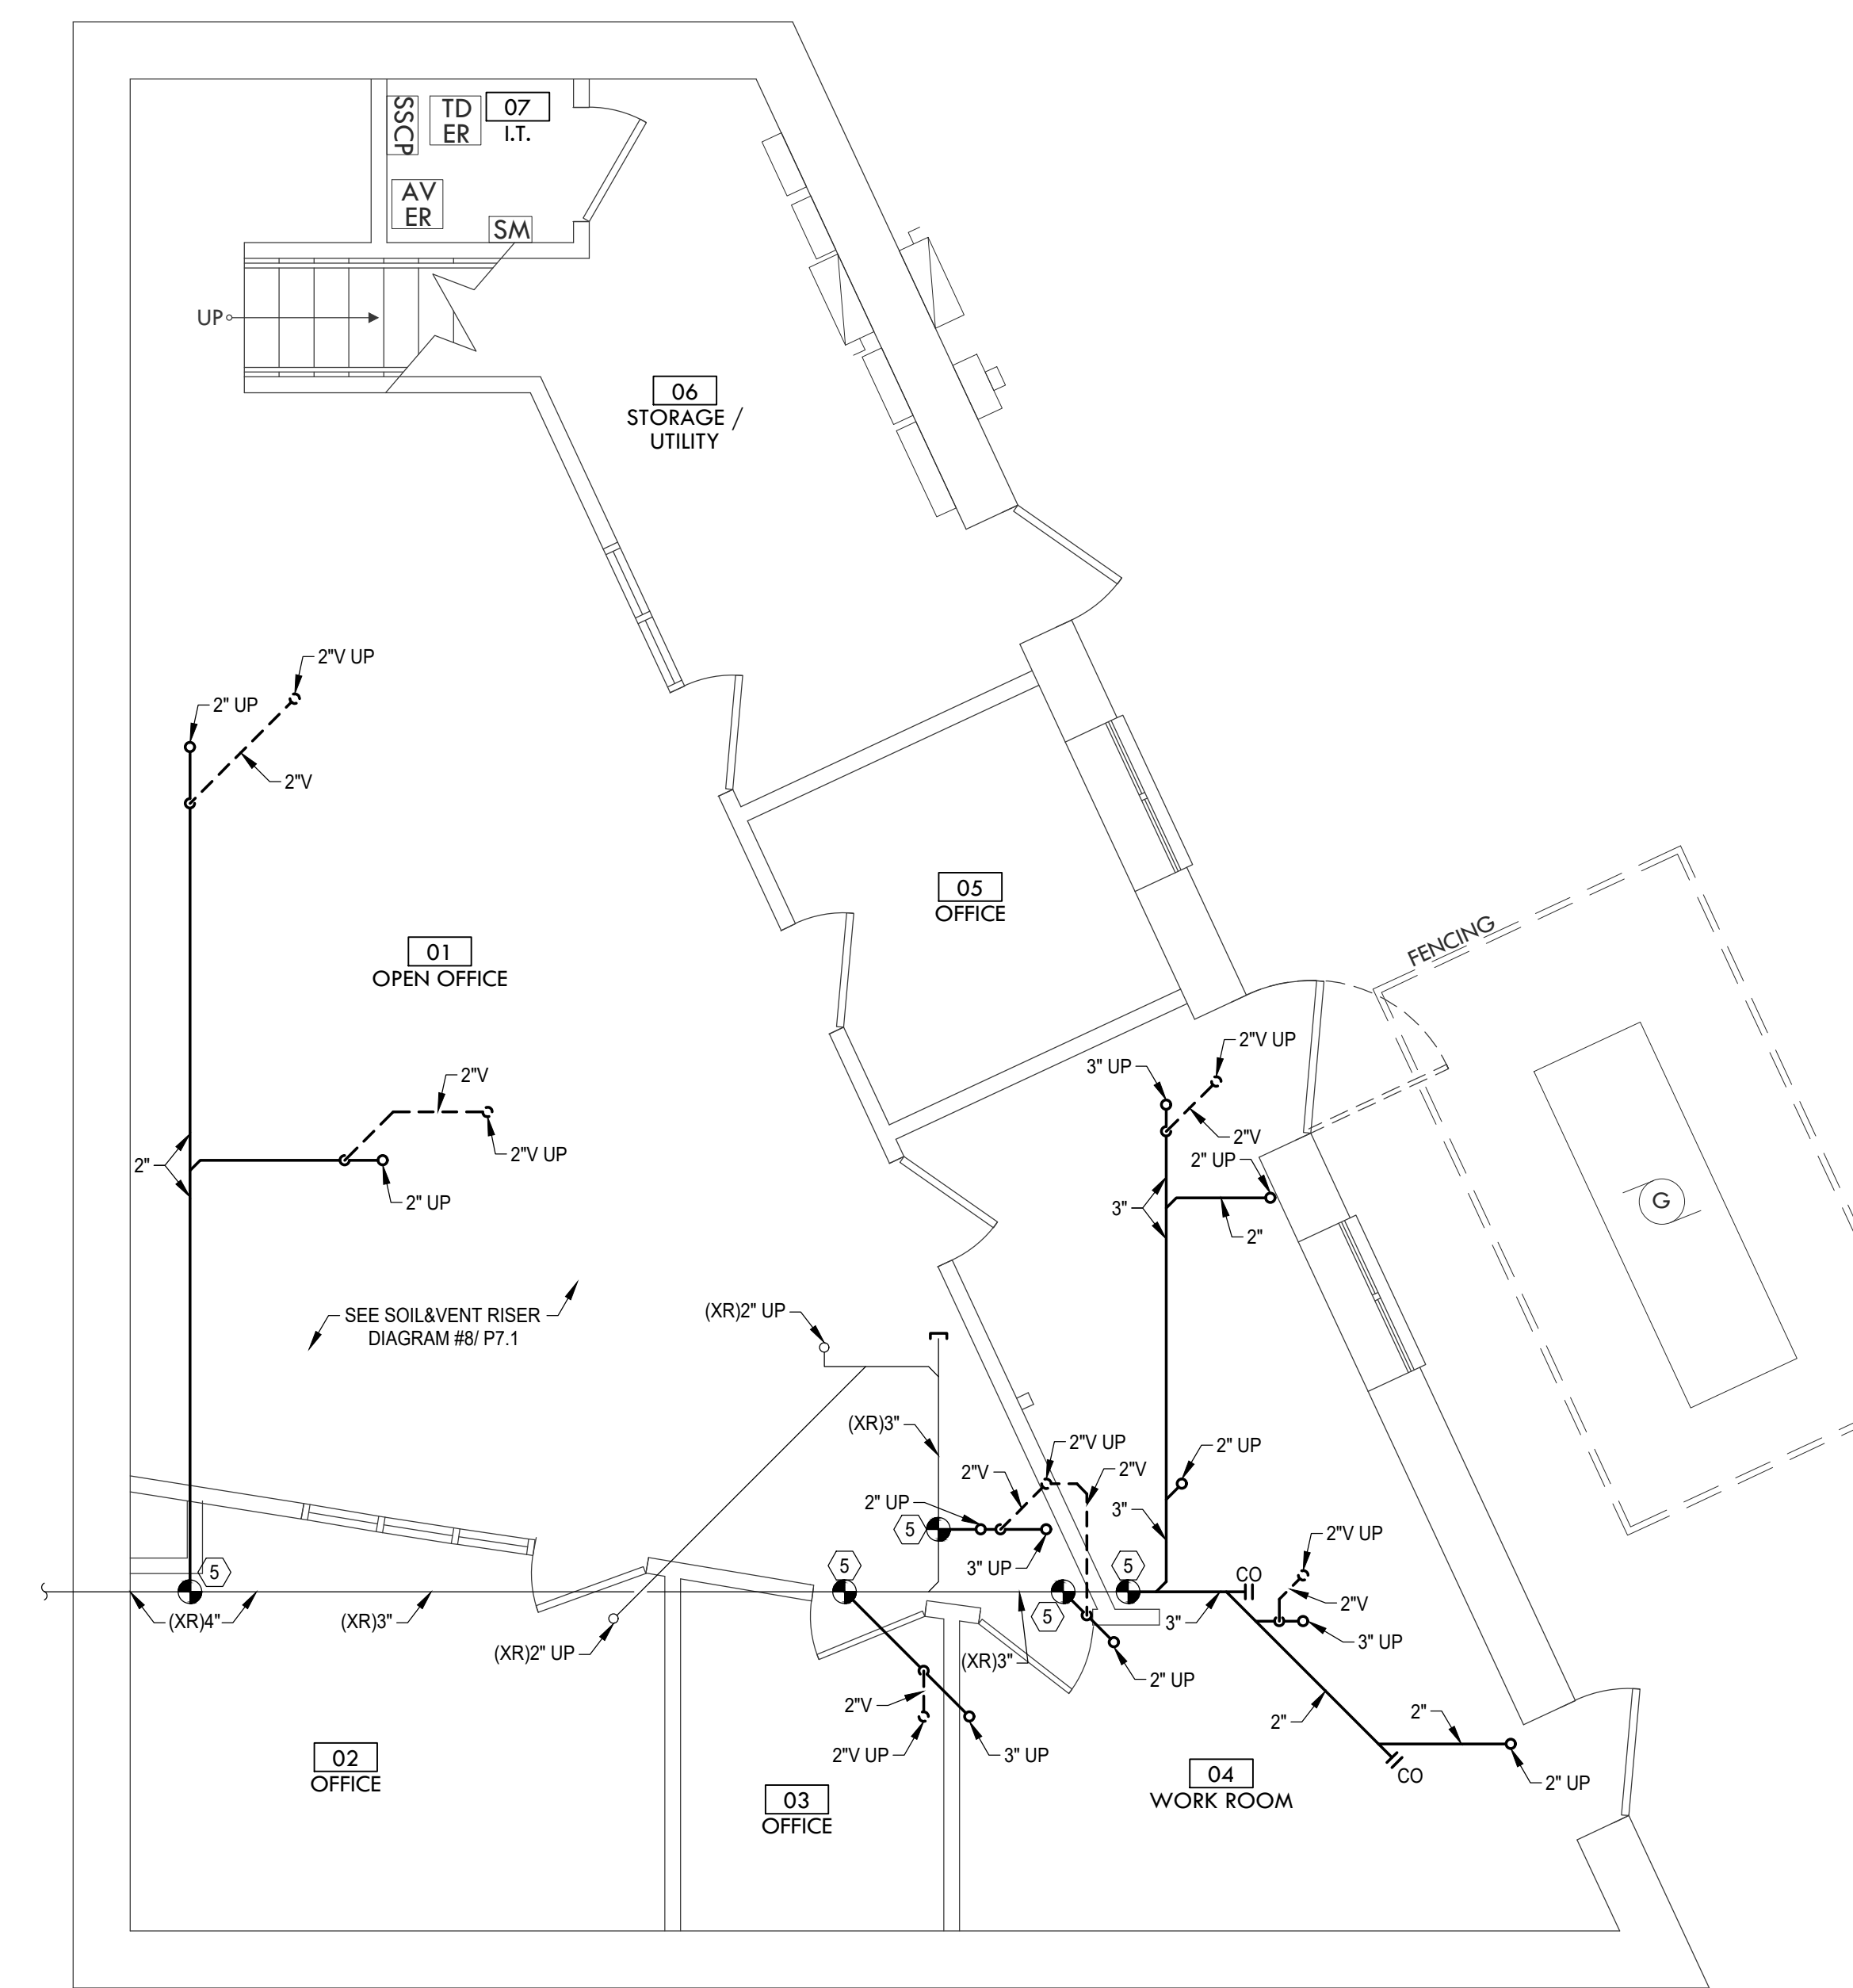 SSCP
TD
ER
07
I.T.
AV
ER
SM
UP
06
STORAGE /
UTILITY
2"V UP
2" UP
2"V
05
OFFICE
FENCING
01
OPEN OFFICE
2"V UP
3" UP
2"V
2"V
2"V UP
2" UP
2"
2" UP
3"
2"
G
SEE SOIL&VENT RISER
DIAGRAM #8/ P7.1
(XR)2" UP
(XR)3"
2"V UP
2" UP
2"V
2"V
2" UP
3"
5
3" UP
2"V UP
5
5
5
CO
2"V
(XR)4"
(XR)3"
5
3"
3" UP
(XR)2" UP
(XR)3"
2" UP
2"V
2"
2"
2"V UP
3" UP
02
OFFICE
04
WORK ROOM
CO
2" UP
03
OFFICE